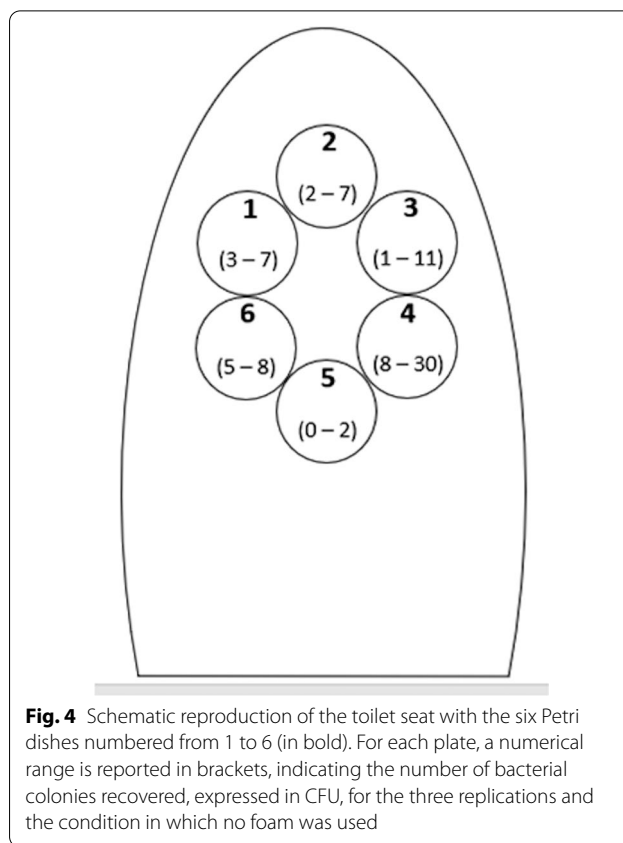 2
(2 – 7)
1
(3 – 7)
3
(1 – 11)
6
(5 – 8)
4
(8 – 30)
5
(0 – 2)
Fig. 4 Schematic reproduction of the toilet seat with the six Petri
dishes numbered from 1 to 6 (in bold). For each plate, a numerical
range is reported in brackets, indicating the number of bacterial
colonies recovered, expressed in CFU, for the three replications and
the condition in which no foam was used